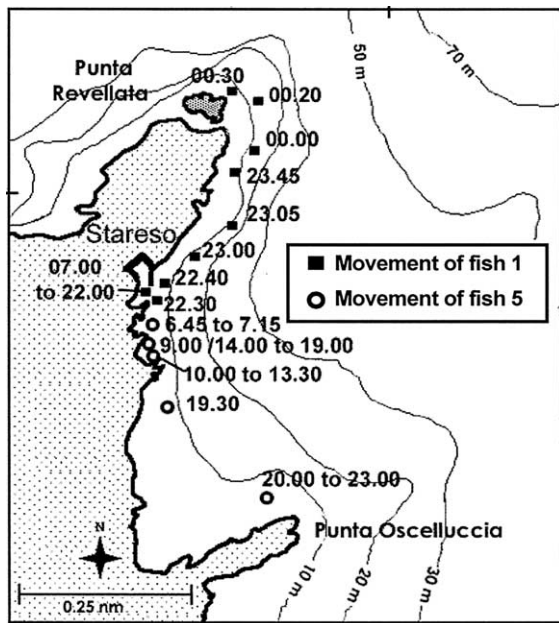 Punta
Revellata
00.30
00.20
50 m
70 m
00.00
23.45
23.05
Stareso
23.00
07.00
to 22.00
22.40
22.30
Movement of fish 1
Movement of fish 5
6.45 to 7.15
9.00 /14.00 to 19.00
10.00 to 13.30
19.30
20.00 to 23.00
Punta Oscelluccia
N
0.25 nm
10 m
20 m
30 m